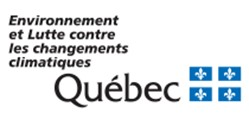 Environnement
et Lutte contre
les changements
climatiques
Québec